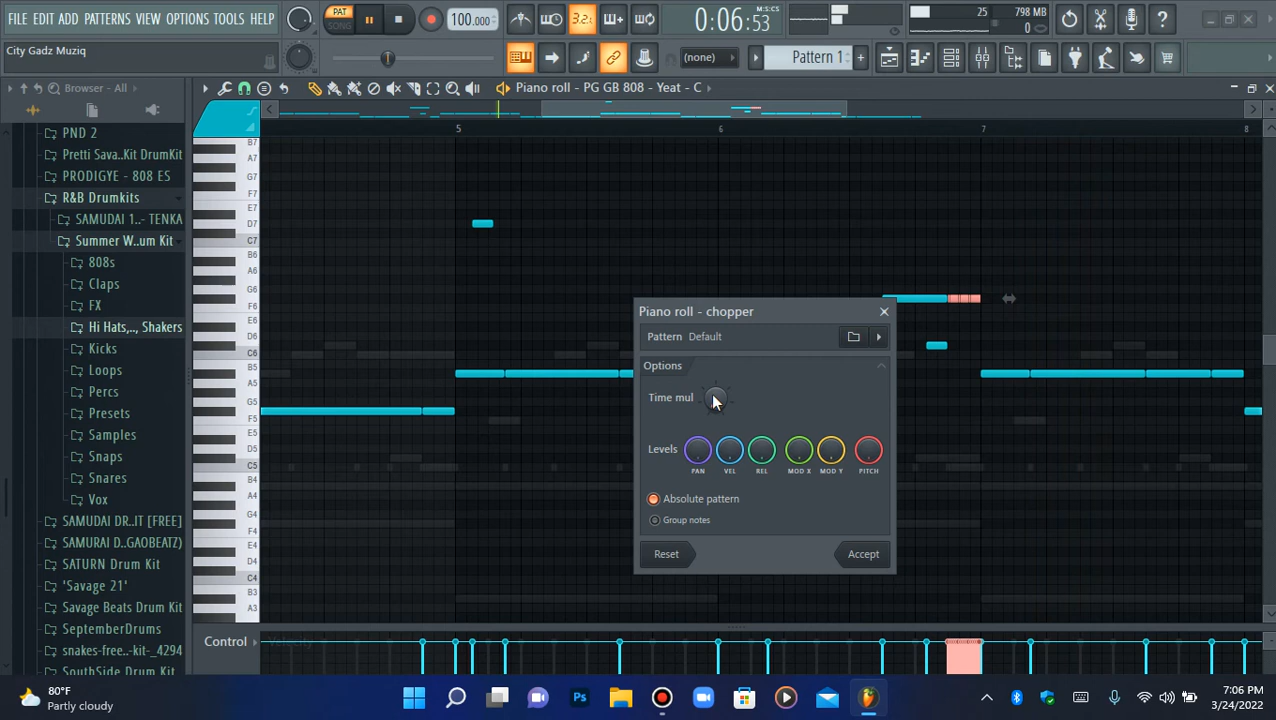 FILE EDIT ADD PATTERNS VIEW OPTIONS TOOLS HELP
PAT
SONG
3.2.
100.000
M:S:CS
0:06:53
25
798 MB
0
City Gadz Muziq
(none)
Pattern 1
Browser - All
Piano roll - PG GB 808 - Yeat - C
5
6
7
8
PND 2
Pretti Sava..Kit DrumKit
PRODIGYE - 808 ES
R&B Drumkits
SAMUDAI 1..- TENKA
Summer W..um Kit
808s
Claps
FX
Hi Hats,.., Shakers
Kicks
Loops
Percs
Presets
Samples
Snaps
Snares
Vox
SAMUDAI DR..IT [FREE]
SAMURAI D..GAOBEATZ)
SATURN Drum Kit
'Savage 21'
Savage Beats Drum Kit
SeptemberDrums
snakes-free..-kit-_4294
SouthSide Drum Kit
B7
A7
G7
F7
E7
D7
C7
B6
A6
G6
F6
E6
D6
C6
B5
A5
G5
F5
E5
D5
C5
B4
A4
G4
F4
E4
D4
C4
B3
A3
Piano roll - chopper
Pattern Default
Options
Time mul
Levels
PAN
VEL
REL
MOD X
MOD Y
PITCH
Absolute pattern
Group notes
Reset
Accept
Control
Velocity
80°F
Partly cloudy
Ps
7:06 PM
3/24/2022